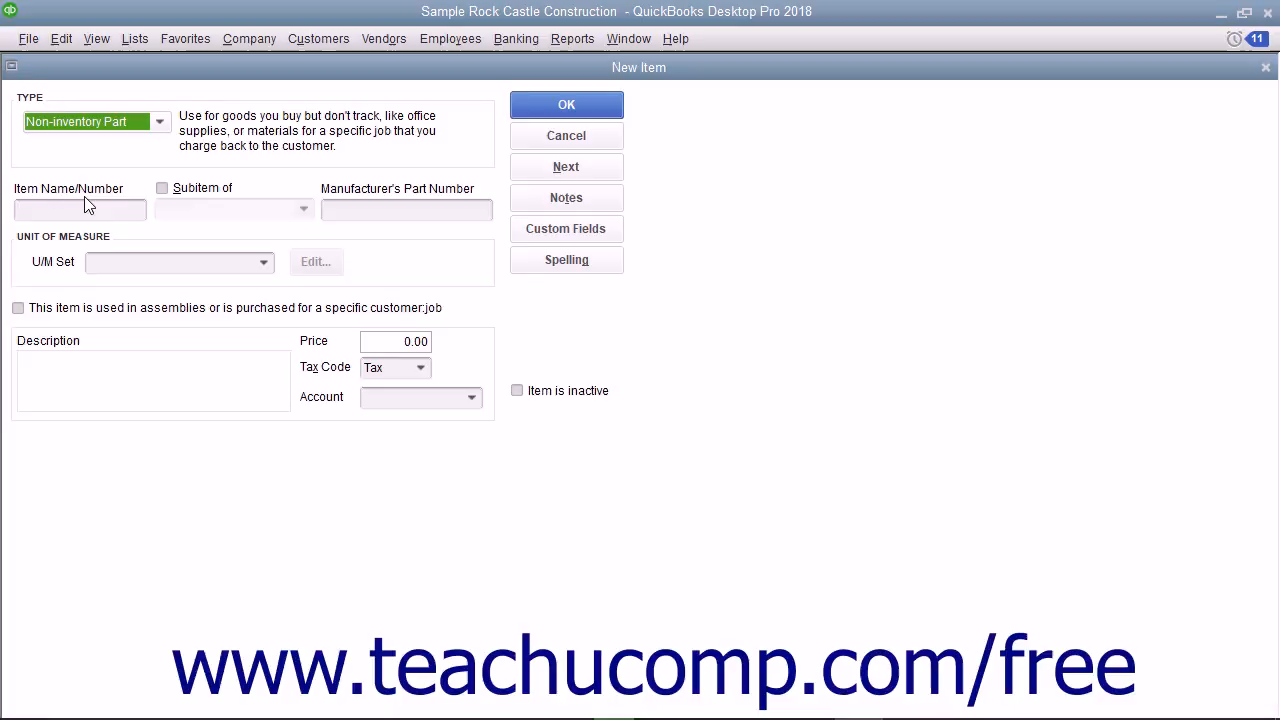 Sample Rock Castle Construction - QuickBooks Desktop Pro 2018
File Edit View Lists Favorites Company Customers Vendors Employees Banking Reports Window Help 11
New Item
TYPE
Non-inventory Part
Use for goods you buy but don't track, like office
supplies, or materials for a specific job that you
charge back to the customer.
OK
Cancel
Next
Notes
Custom Fields
Spelling
Item Name/Number
Subitem of
Manufacturer's Part Number
UNIT OF MEASURE
U/M Set
Edit...
This item is used in assemblies or is purchased for a specific customer:job
Description
Price 0.00
Tax Code Tax
Account
Item is inactive
www.teachucomp.com/free